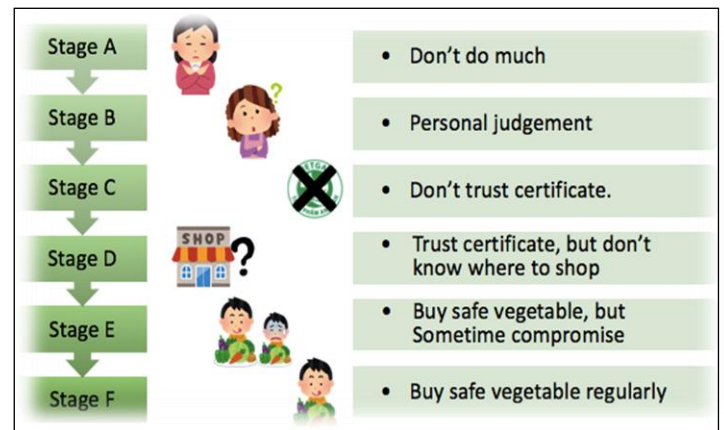 Stage A
• Don't do much
?
Stage B
• Personal judgement
Stage C
• Don't trust certificate.
SHOP
?
Stage D
• Trust certificate, but don't
know where to shop
Stage E
• Buy safe vegetable, but
Sometime compromise
Stage F
• Buy safe vegetable regularly